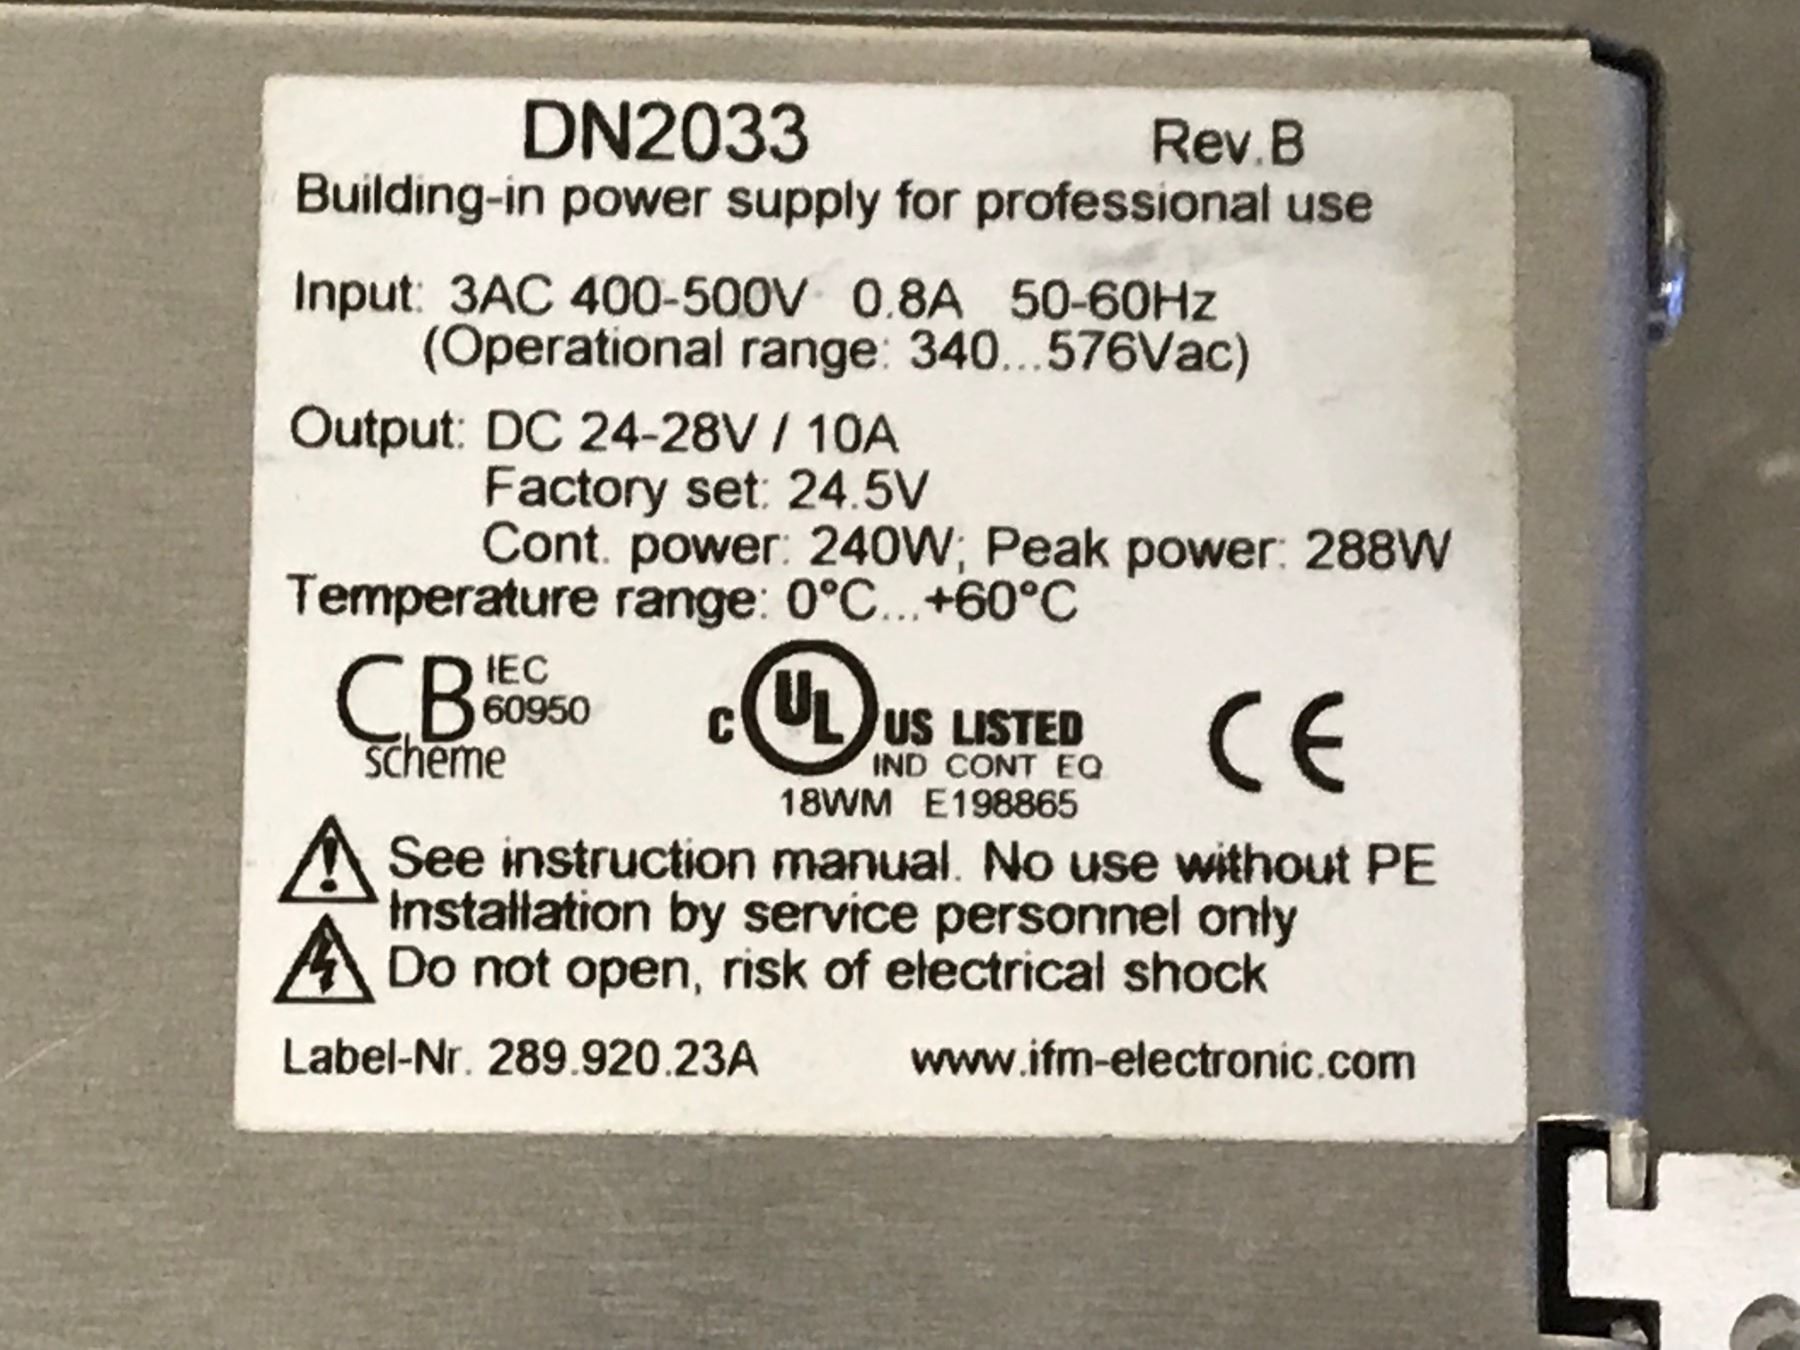 DN2033 Rev.B
Building-in power supply for professional use
Input: 3AC 400-500V 0.8A 50-60Hz
(Operational range: 340...576Vac)
Output: DC 24-28V / 10A
Factory set: 24.5V
Cont. power: 240W; Peak power: 288W
Temperature range: 0°C...+60°C
CB IEC 60950
scheme
C UL US LISTED
IND CONT EQ
18WM E198865
CE
See instruction manual. No use without PE
Installation by service personnel only
Do not open, risk of electrical shock
Label-Nr. 289.920.23A www.ifm-electronic.com